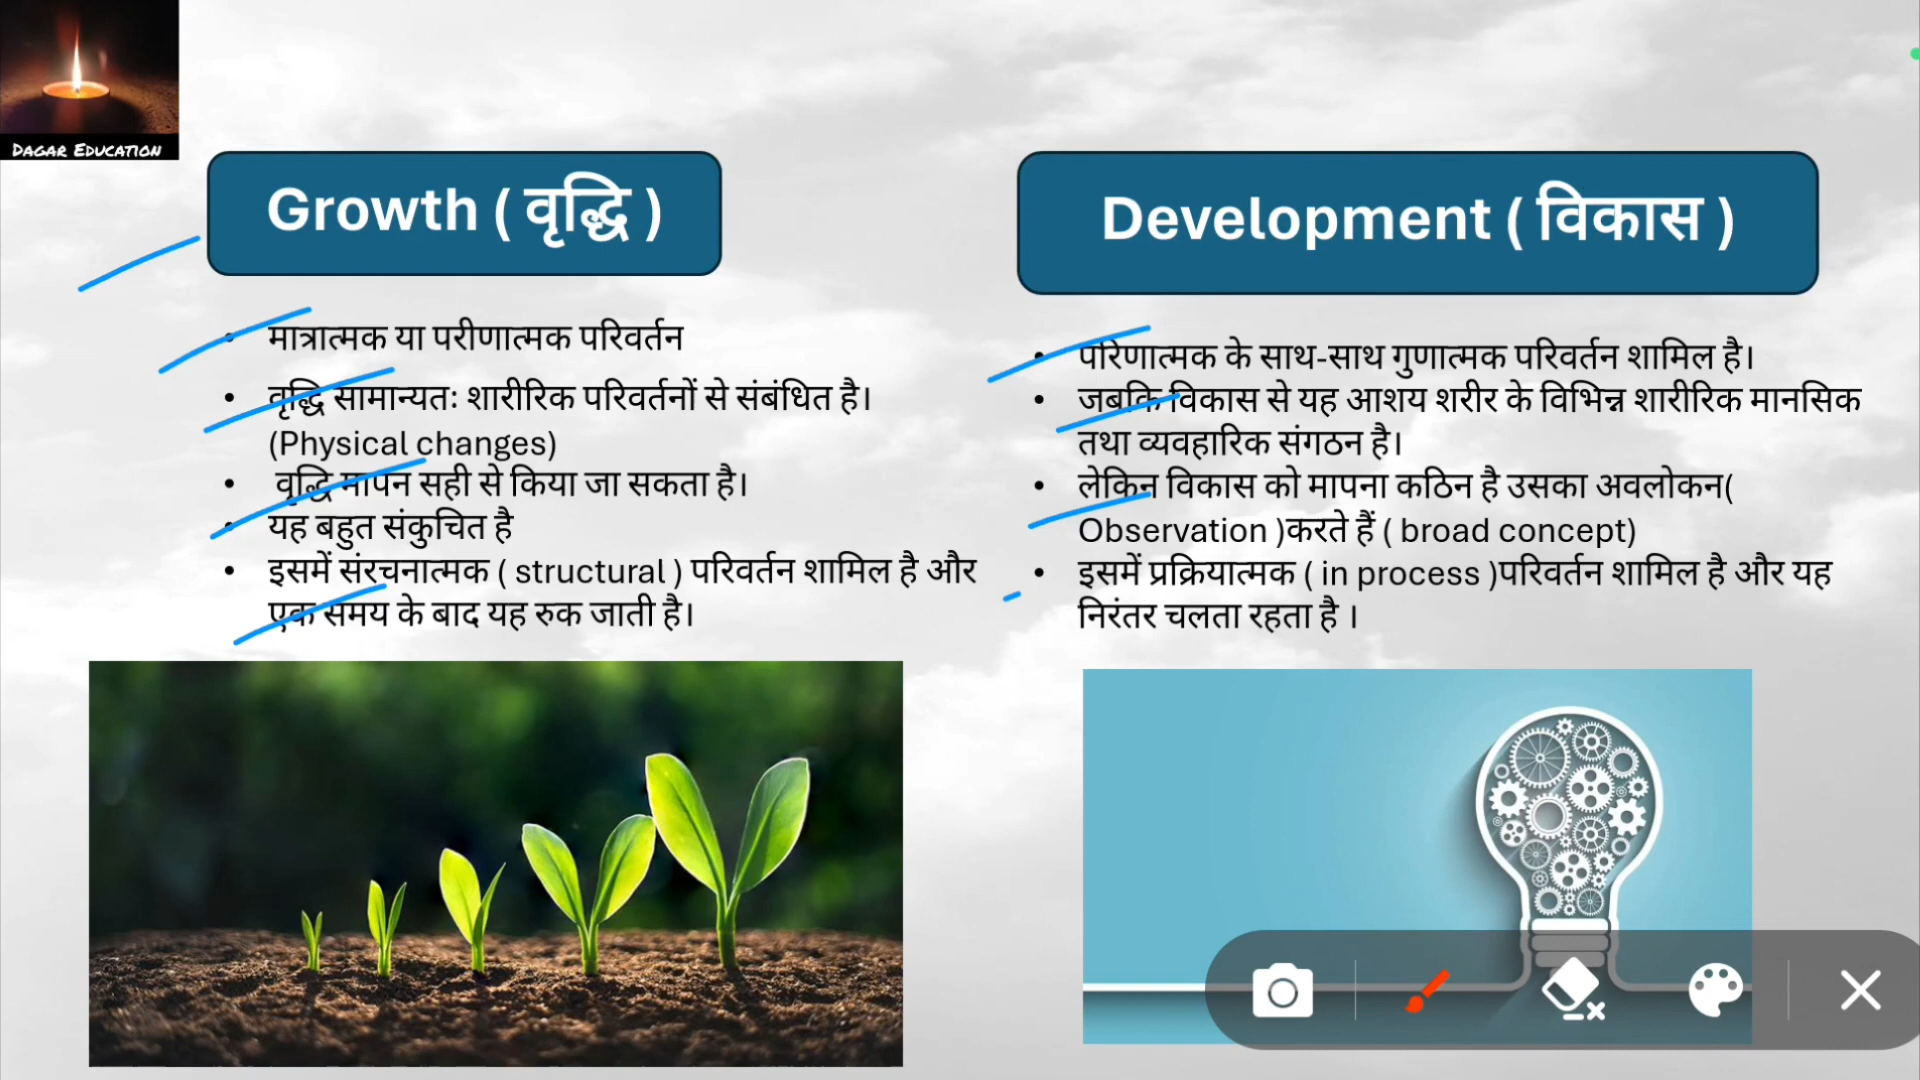 DAGAR EDUCATION
Growth ( वृद्धि )
• मात्रात्मक या परीणात्मक परिवर्तन
• वृद्धि सामान्यतः शारीरिक परिवर्तनों से संबंधित है।
(Physical changes)
• वृद्धि मापन सही से किया जा सकता है।
• यह बहुत संकुचित है
• इसमें संरचनात्मक ( structural ) परिवर्तन शामिल है और
एक समय के बाद यह रुक जाती है।
Development ( विकास )
• परिणात्मक के साथ-साथ गुणात्मक परिवर्तन शामिल है।
• जबकि विकास से यह आशय शरीर के विभिन्न शारीरिक मानसिक
तथा व्यवहारिक संगठन है।
• लेकिन विकास को मापना कठिन है उसका अवलोकन(
Observation )करते हैं ( broad concept)
• इसमें प्रक्रियात्मक ( in process )परिवर्तन शामिल है और यह
निरंतर चलता रहता है ।